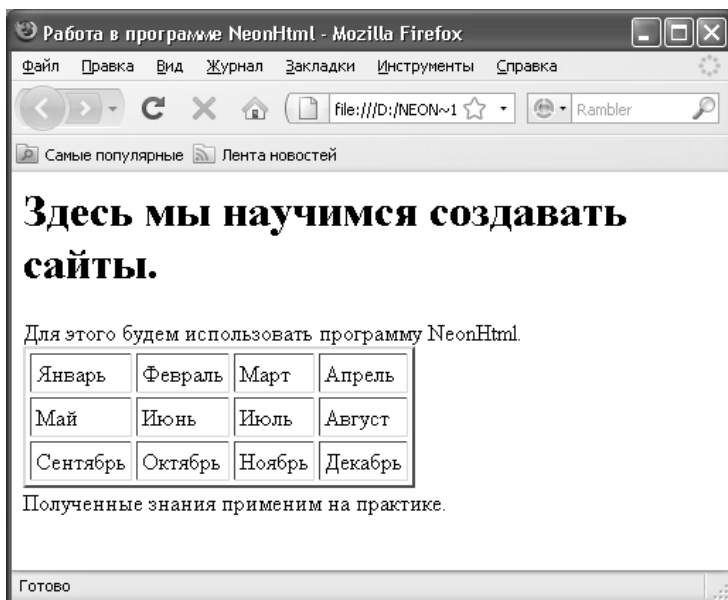 Работа в программе NeonHtml - Mozilla Firefox
Файл Правка Вид Журнал Закладки Инструменты Справка
file:///D:/NEON~1 Rambler
Самые популярные Лента новостей
Здесь мы научимся создавать
сайты.
Для этого будем использовать программу NeonHtml.
Январь Февраль Март Апрель
Май Июнь Июль Август
Сентябрь Октябрь Ноябрь Декабрь
Полученные знания применим на практике.
Готово